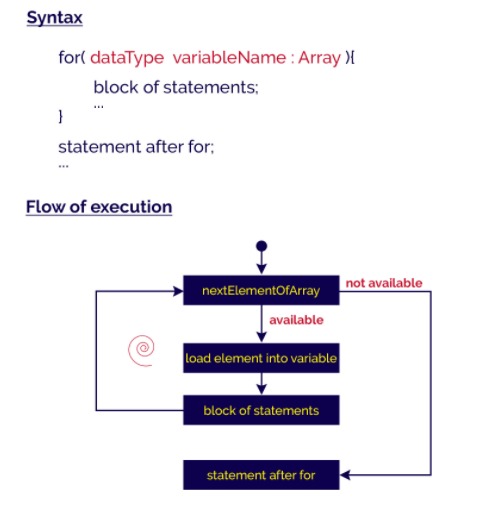 Syntax
for( dataType variableName : Array ){
block of statements;
...
}
statement after for;
...
Flow of execution
nextElementOfArray
not available
available
load element into variable
block of statements
statement after for